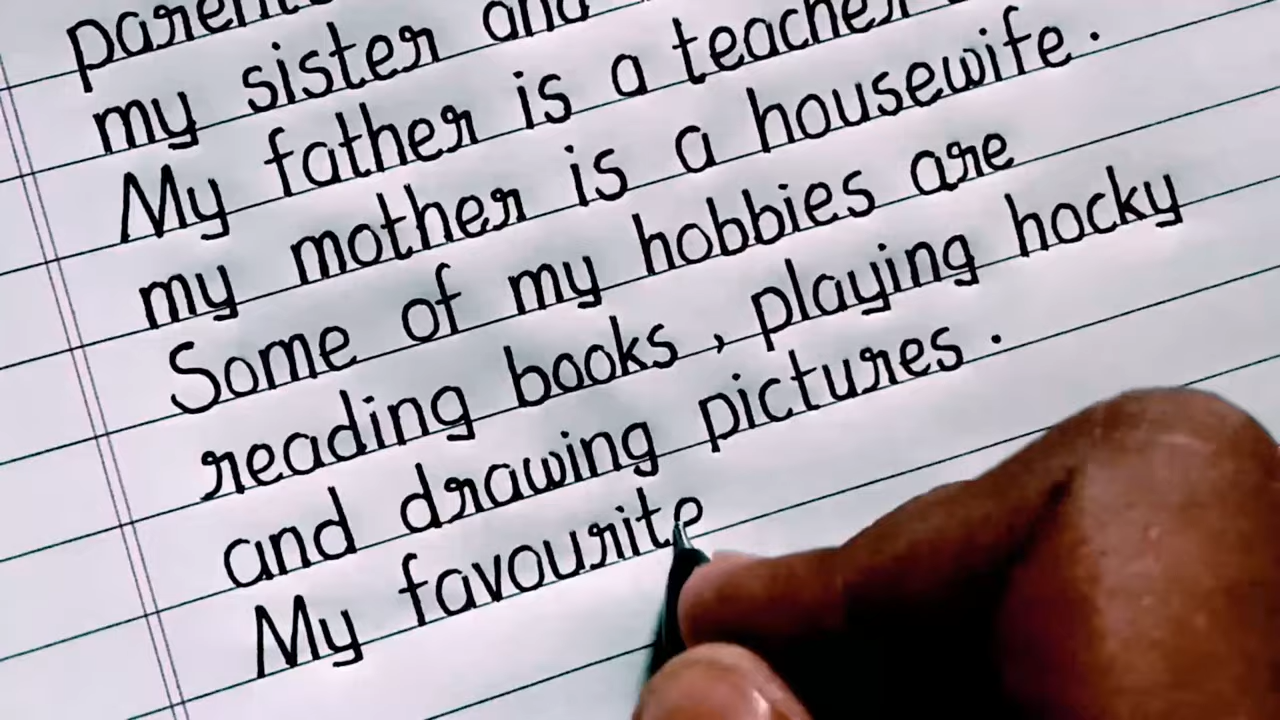 my sister and
My father is a teacher
my mother is a housewife.
Some of my hobbies are
reading books, playing hocky
and drawing pictures.
My favourite